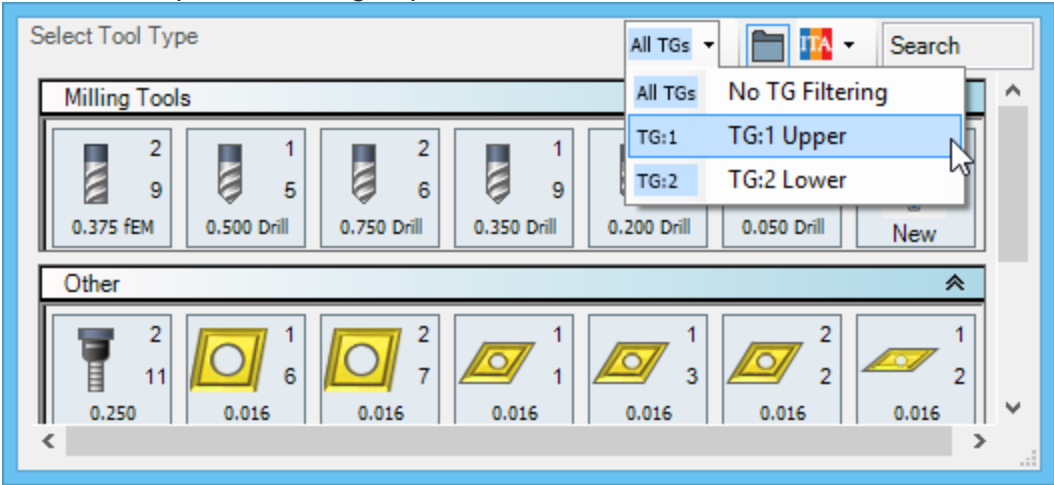 Select Tool Type
All TGs
ITA
Search
All TGs No TG Filtering
TG:1 TG:1 Upper
TG:2 TG:2 Lower
Milling Tools
2 1 2 1
9 5 6 9
0.375 fEM 0.500 Drill 0.750 Drill 0.350 Drill 0.200 Drill 0.050 Drill New
Other
2 1 2 1 1 2 1
11 6 7 1 3 2 2
0.250 0.016 0.016 0.016 0.016 0.016 0.016